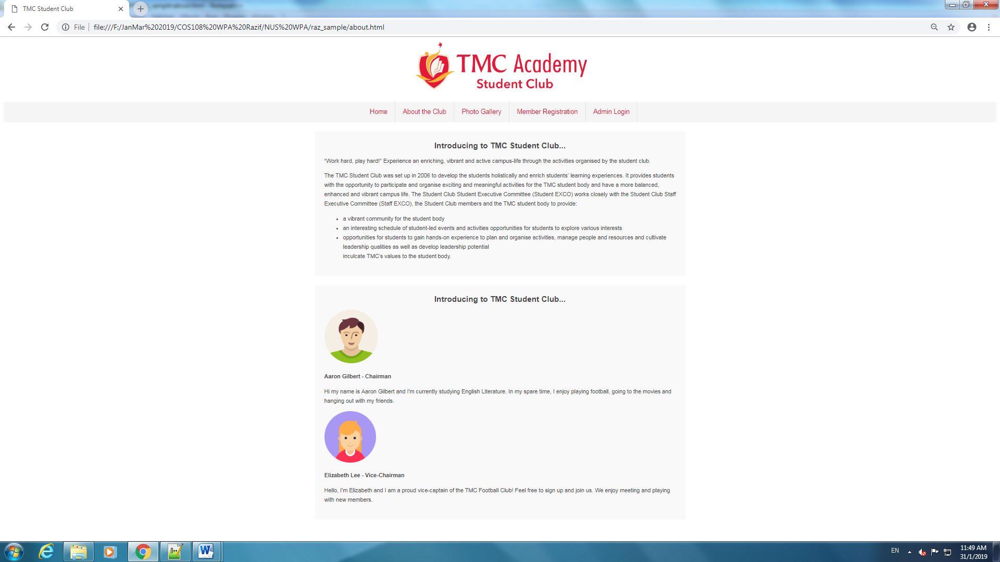 TMC Student Club
File
file:///F:/JanMar%202019/COS108%20WPA%20Razif/NUS%20WPA/raz_sample/about.html
TMC Academy
Student Club
Home
About the Club
Photo Gallery
Member Registration
Admin Login
Introducing to TMC Student Club...
“Work hard, play hard!” Experience an enriching, vibrant and active campus-life through the activities organised by the student club.
The TMC Student Club was set up in 2006 to develop the students holistically and enrich students’ learning experiences. It provides students
with the opportunity to participate and organise exciting and meaningful activities for the TMC student body and have a more balanced,
enhanced and vibrant campus life. The Student Club Student Executive Committee (Student EXCO) works closely with the Student Club Staff
Executive Committee (Staff EXCO), the Student Club members and the TMC student body to provide:
• a vibrant community for the student body
• an interesting schedule of student-led events and activities opportunities for students to explore various interests
• opportunities for students to gain hands-on experience to plan and organise activities, manage people and resources and cultivate
leadership qualities as well as develop leadership potential
inculcate TMC’s values to the student body.
Introducing to TMC Student Club...
Aaron Gilbert - Chairman
Hi my name is Aaron Gilbert and I'm currently studying English Literature. In my spare time, I enjoy playing football, going to the movies and
hanging out with my friends.
Elizabeth Lee - Vice-Chairman
Hello, I'm Elizabeth and I am a proud vice-captain of the TMC Football Club! Feel free to sign up and join us. We enjoy meeting and playing
with new members.
EN
11:49 AM
31/1/2019